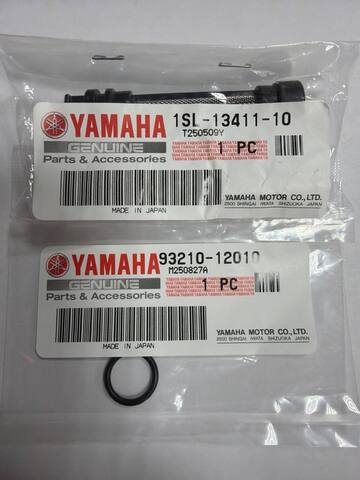 YAMAHA 1SL-13411-10
GENUINE T250509Y
Parts & Accessories 1 PC
MADE IN JAPAN
YAMAHA MOTOR CO., LTD.
2500 SHINGAI IWATA SHIZUOKA JAPAN
YAMAHA 93210-12010
GENUINE M250827A
Parts & Accessories 1 PC
MADE IN JAPAN
YAMAHA MOTOR CO., LTD.
2500 SHINGAI IWATA SHIZUOKA JAPAN